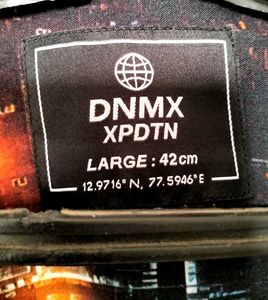 DNMX
XPDTN
LARGE : 42cm
12.9716° N, 77.5946° E